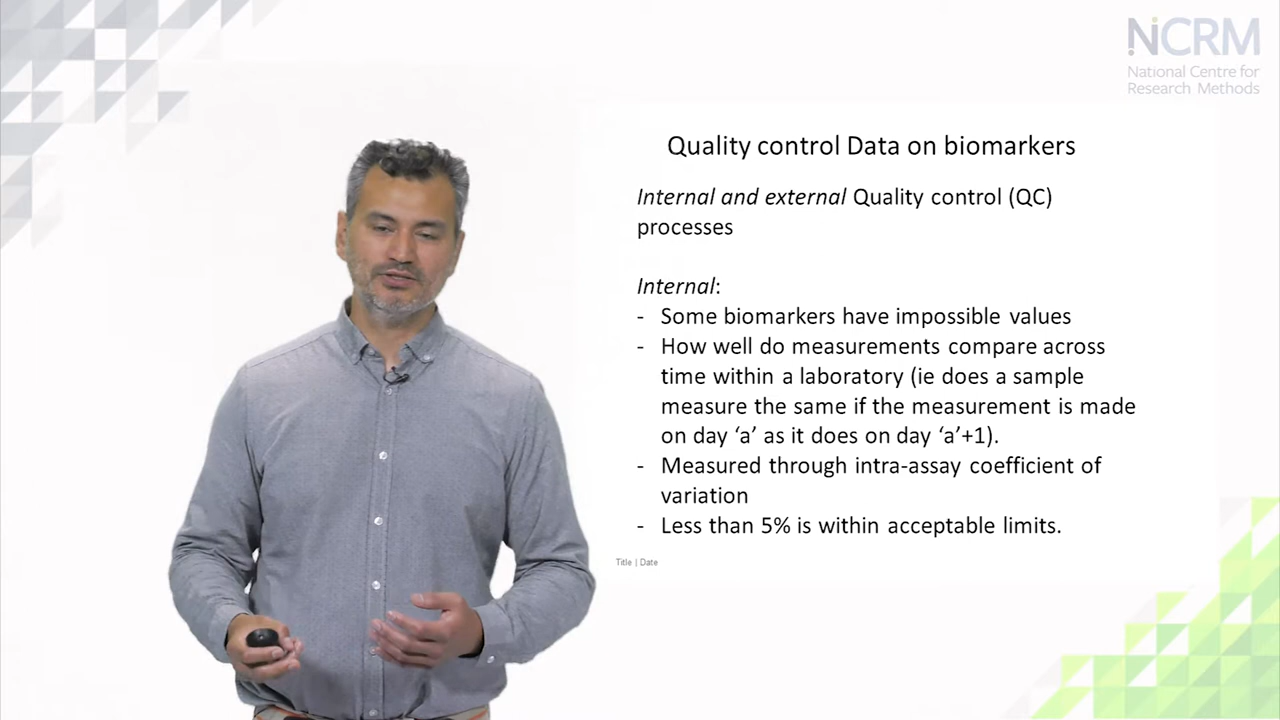 NCRM
National Centre for
Research Methods
Quality control Data on biomarkers
Internal and external Quality control (QC)
processes
Internal:
- Some biomarkers have impossible values
- How well do measurements compare across
time within a laboratory (ie does a sample
measure the same if the measurement is made
on day ‘a’ as it does on day ‘a’+1).
- Measured through intra-assay coefficient of
variation
- Less than 5% is within acceptable limits.
Title | Date